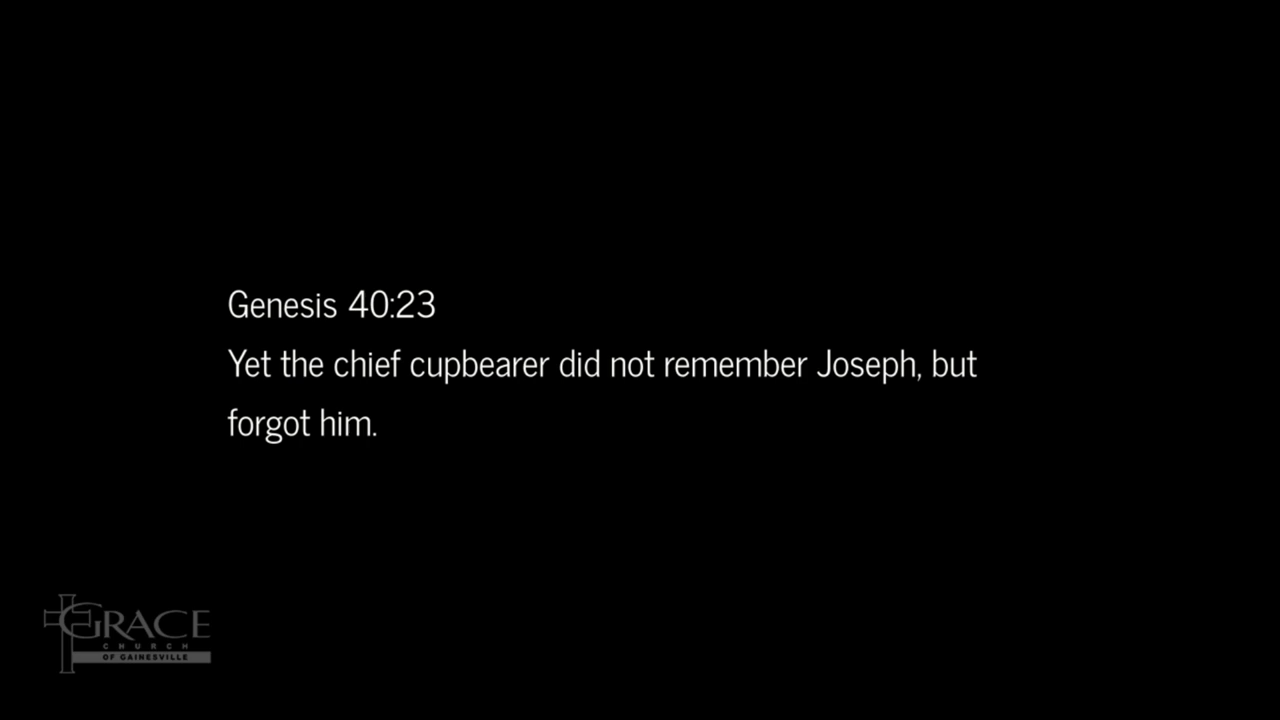 Genesis 40:23
Yet the chief cupbearer did not remember Joseph, but
forgot him.
GRACE
CHURCH
OF GAINESVILLE